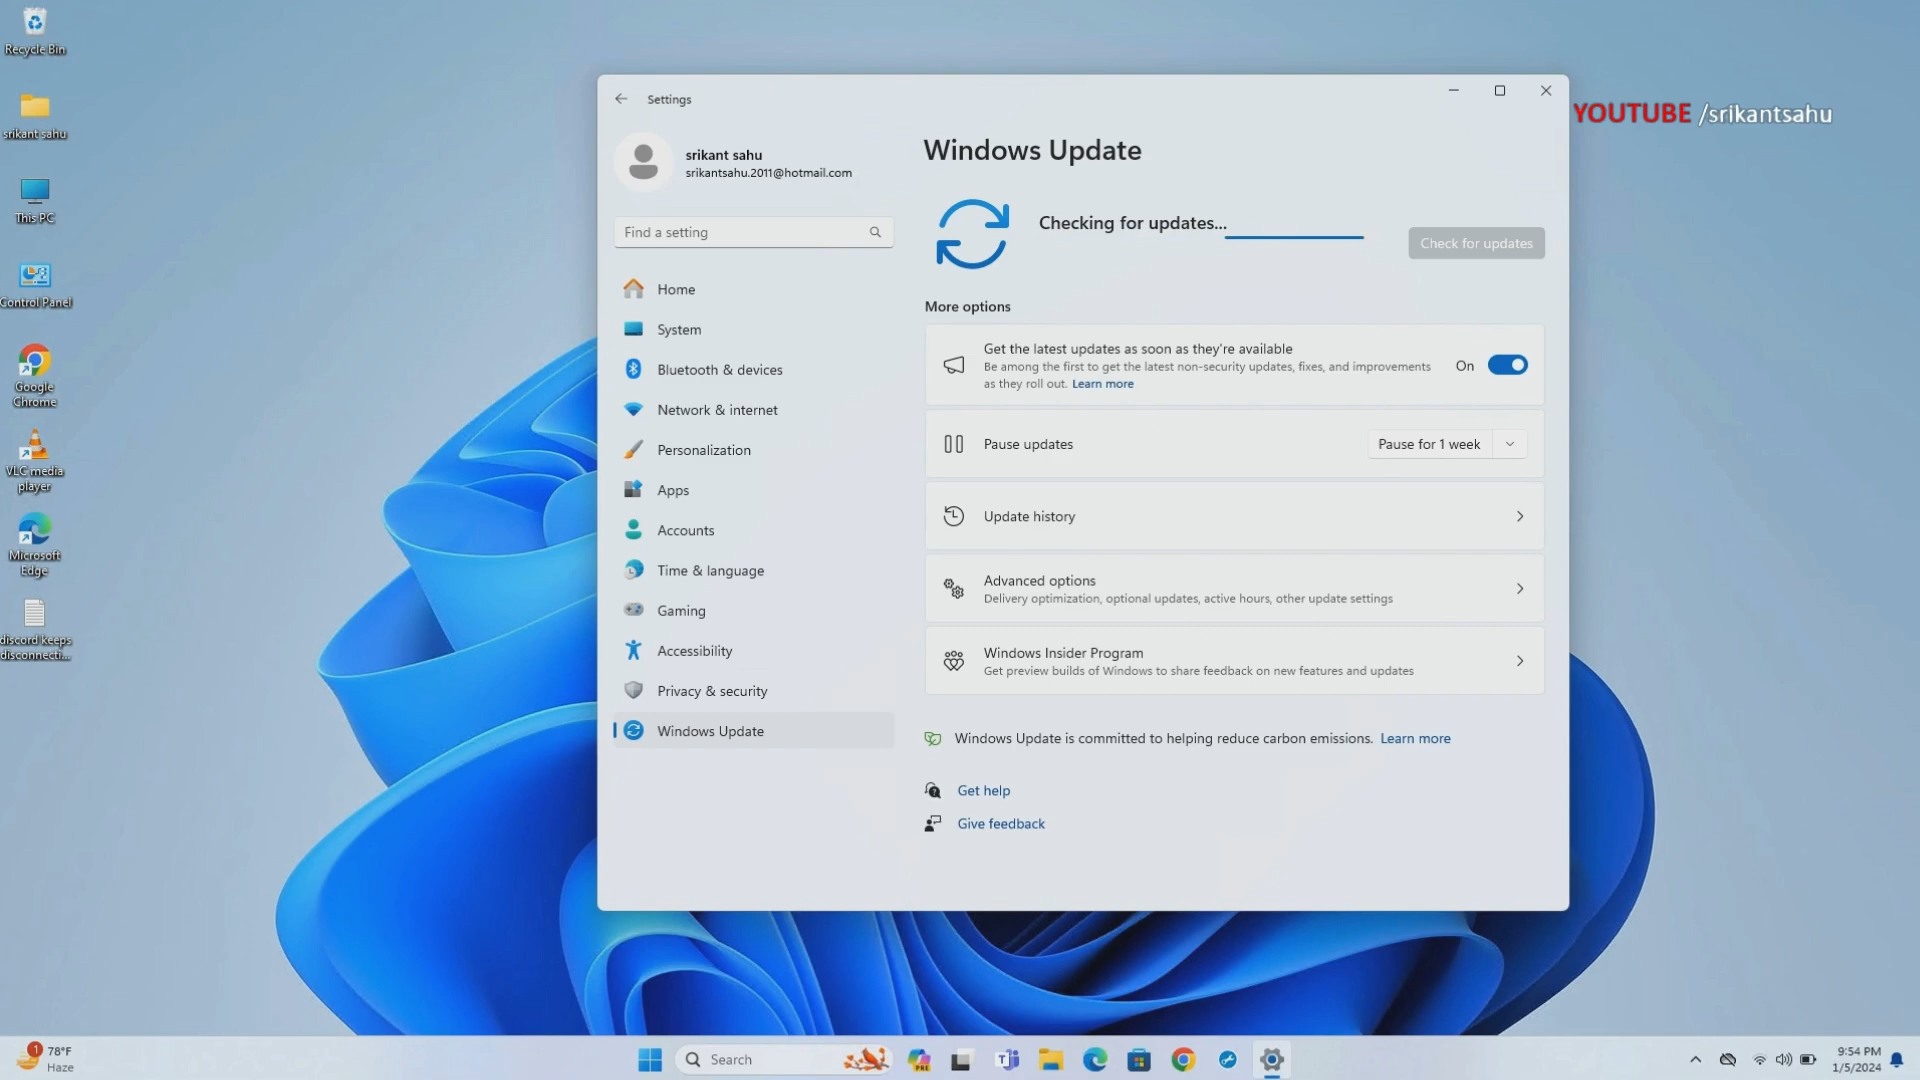 Recycle Bin
srikant sahu
This PC
Control Panel
Google
Chrome
VLC media
player
Microsoft
Edge
discord keeps
disconnecti...
Settings
srikant sahu
srikantsahu.2011@hotmail.com
Find a setting
Home
System
Bluetooth & devices
Network & internet
Personalization
Apps
Accounts
Time & language
Gaming
Accessibility
Privacy & security
Windows Update
Windows Update
Checking for updates...
Check for updates
More options
Get the latest updates as soon as they're available
Be among the first to get the latest non-security updates, fixes, and improvements
as they roll out. Learn more
On
Pause updates
Pause for 1 week
Update history
Advanced options
Delivery optimization, optional updates, active hours, other update settings
Windows Insider Program
Get preview builds of Windows to share feedback on new features and updates
Windows Update is committed to helping reduce carbon emissions. Learn more
Get help
Give feedback
YOUTUBE /srikantsahu
1
78°F
Haze
Search
PRE
9:54 PM
1/5/2024